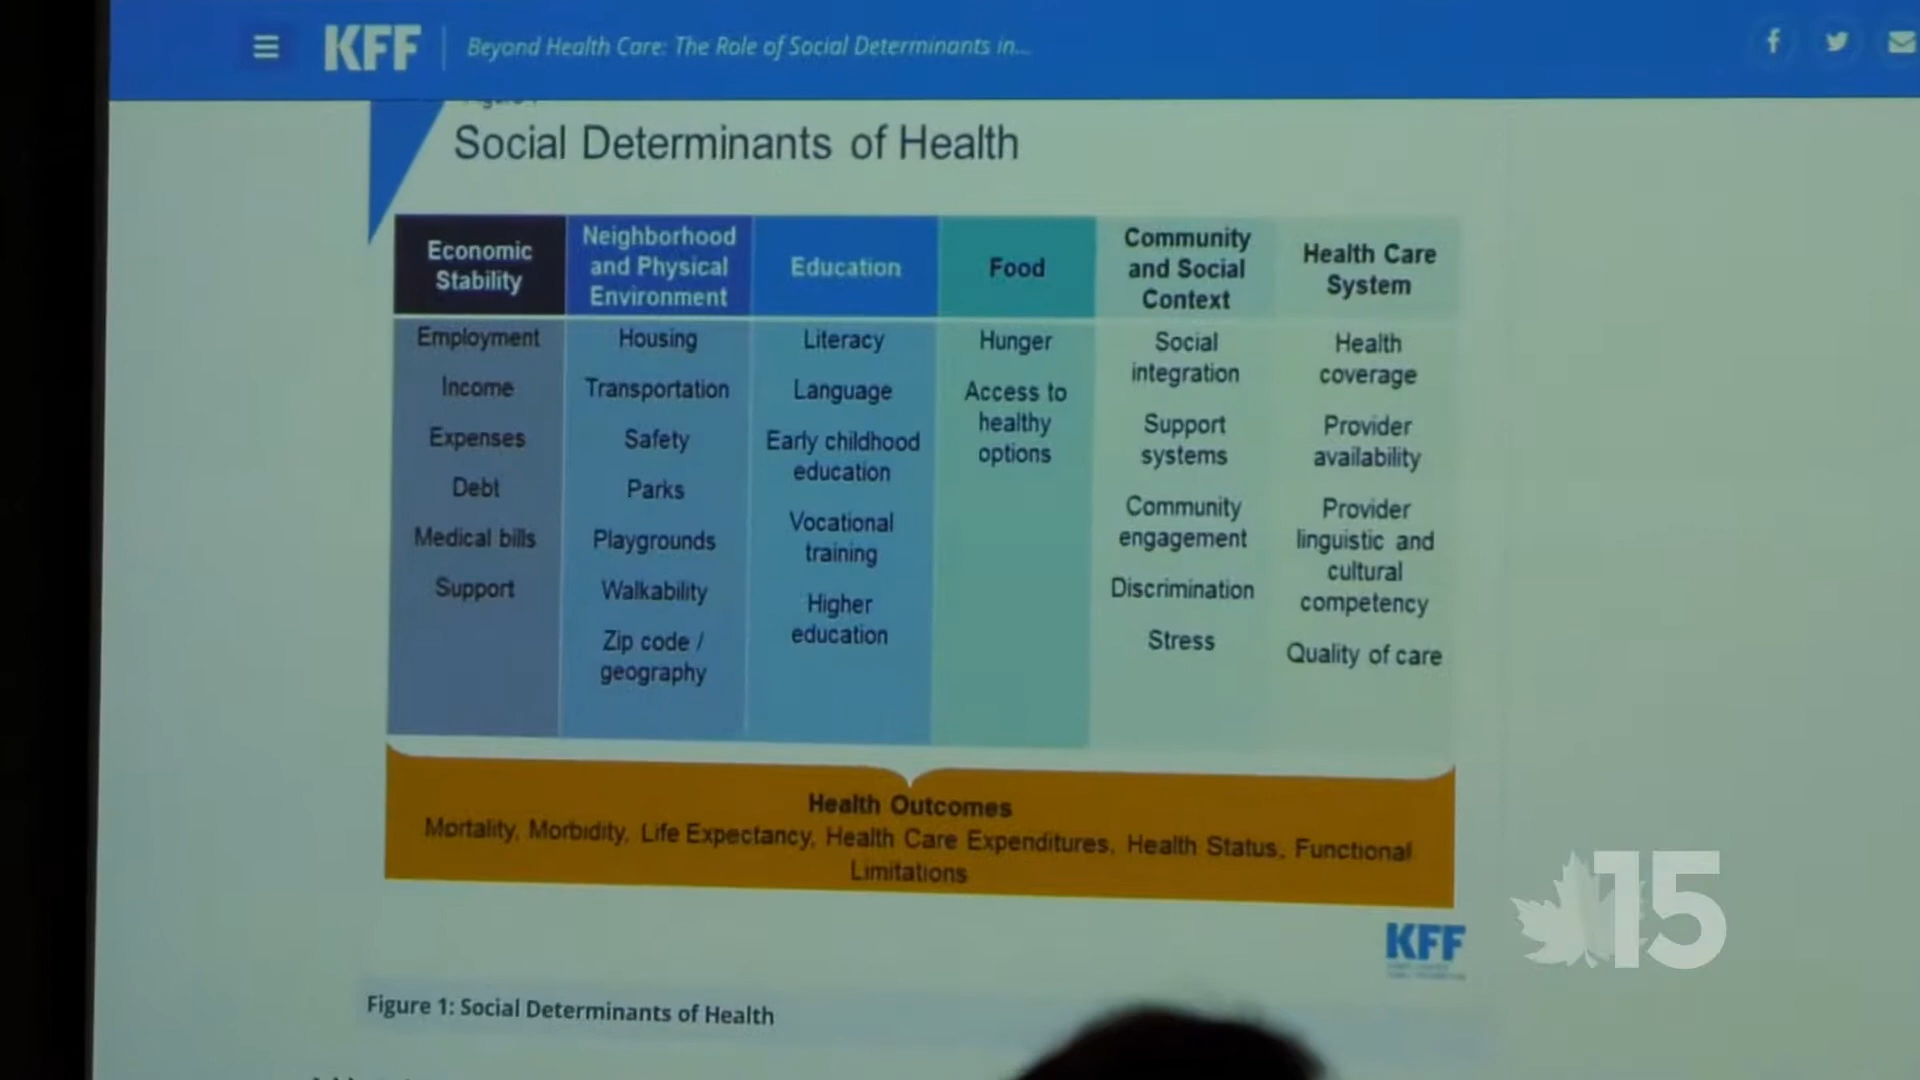 KFF
Beyond Health Care: The Role of Social Determinants in...
Social Determinants of Health
Economic
Stability
Employment
Income
Expenses
Debt
Medical bills
Support
Neighborhood
and Physical
Environment
Housing
Transportation
Safety
Parks
Playgrounds
Walkability
Zip code /
geography
Education
Literacy
Language
Early childhood
education
Vocational
training
Higher
education
Food
Hunger
Access to
healthy
options
Community
and Social
Context
Social
integration
Support
systems
Community
engagement
Discrimination
Stress
Health Care
System
Health
coverage
Provider
availability
Provider
linguistic and
cultural
competency
Quality of care
Health Outcomes
Mortality, Morbidity, Life Expectancy, Health Care Expenditures, Health Status, Functional
Limitations
KFF
15
Figure 1: Social Determinants of Health